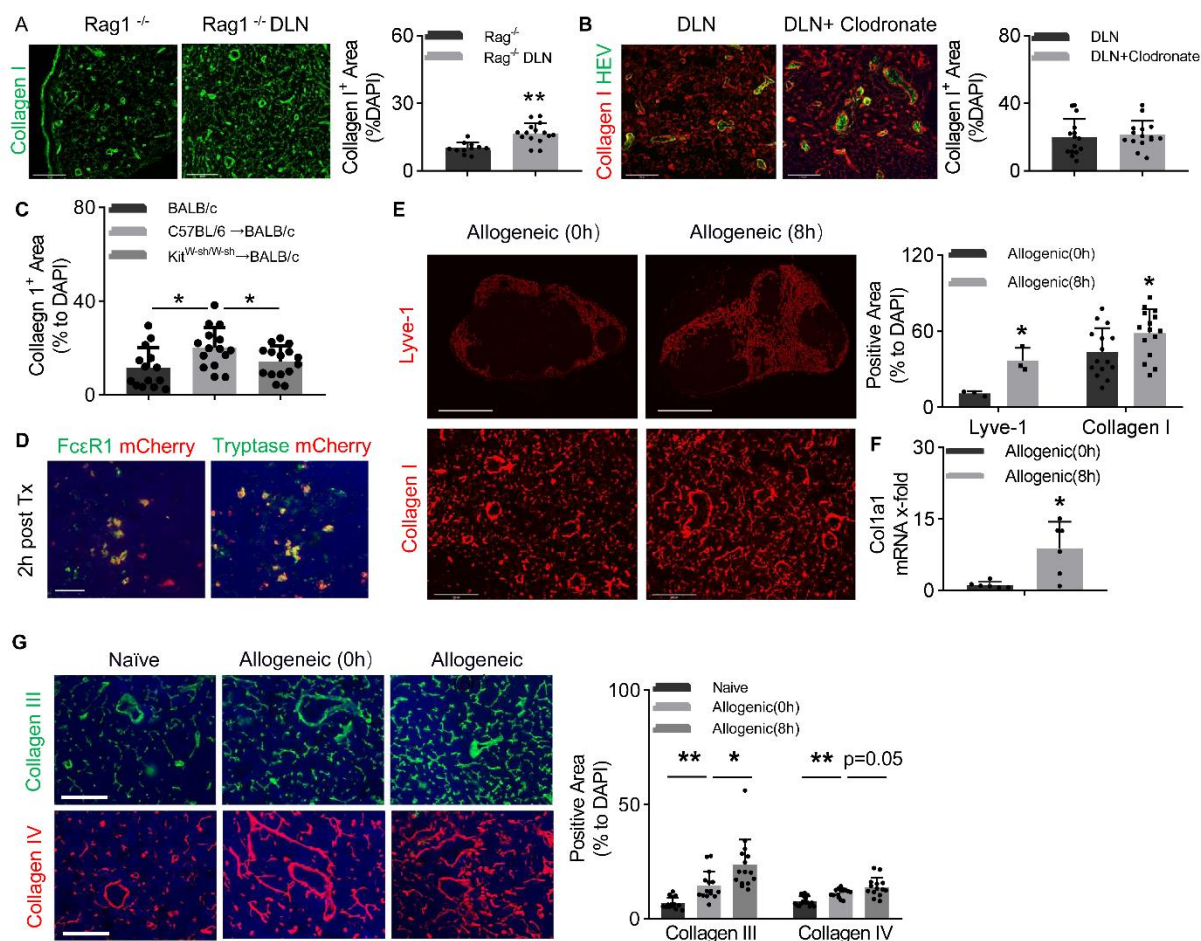 A
Rag1 -/-
Rag1 -/- DLN
Collagen I
Collagen I+ Area
(%DAPI)
60
30
0
Rag-/-
Rag-/- DLN
**
B
DLN
DLN+ Clodronate
Collagen I HEV
Collagen I+ Area
(%DAPI)
80
40
0
DLN
DLN+Clodronate
C
Collaegn 1+ Area
(% to DAPI)
80
40
0
BALB/c
C57BL/6 →BALB/c
KitW-sh/W-sh→BALB/c
*
*
D
FcεR1 mCherry
Tryptase mCherry
2h post Tx
E
Allogeneic (0h)
Allogeneic (8h)
Lyve-1
Collagen I
Positive Area
(% to DAPI)
120
60
0
Allogenic(0h)
Allogenic(8h)
*
*
Lyve-1
Collagen I
F
Col1a1
mRNA x-fold
30
15
0
Allogenic(0h)
Allogenic(8h)
*
G
Naïve
Allogeneic (0h)
Allogeneic
Collagen III
Collagen IV
Positive Area
(% to DAPI)
100
50
0
Naive
Allogenic(0h)
Allogenic(8h)
**
*
**
p=0.05
Collagen III
Collagen IV